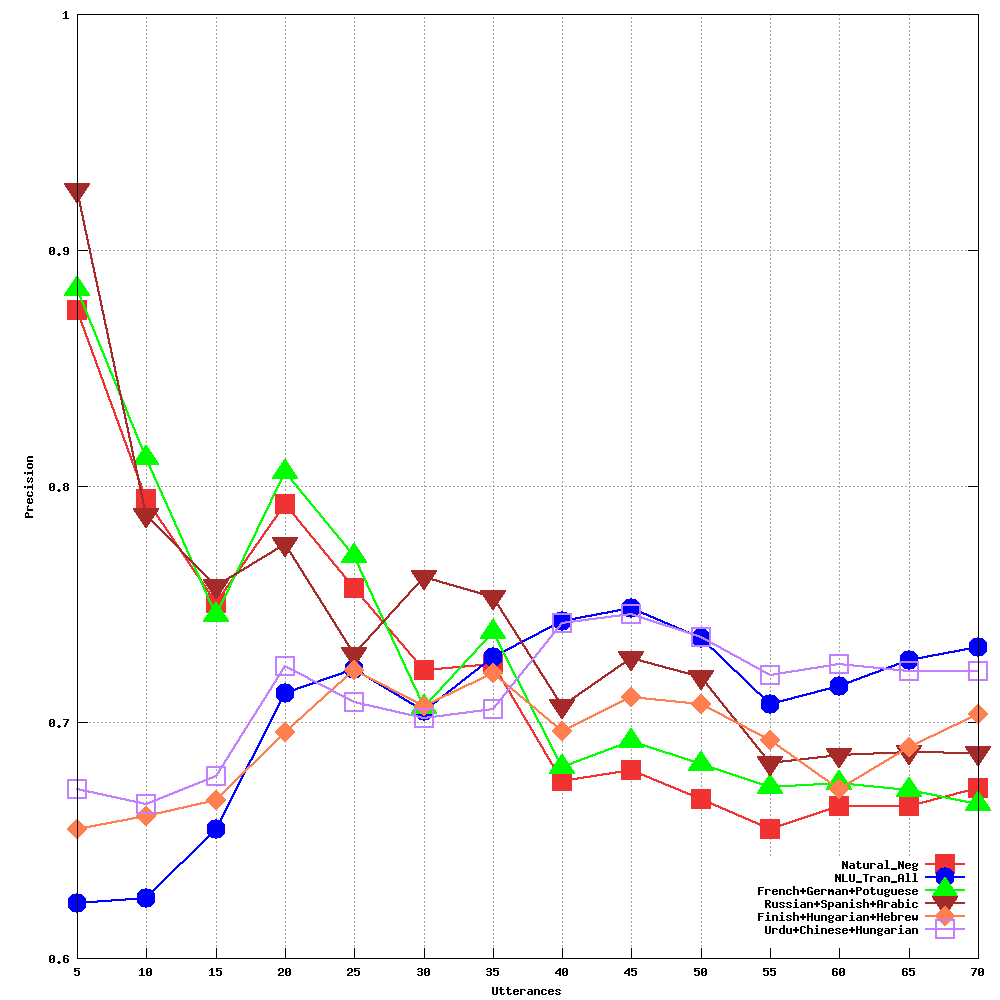 1
0.9
0.8
0.7
0.6
Precision
5 10 15 20 25 30 35 40 45 50 55 60 65 70
Utterances
Natural_Neg
NLU_Tran_All
French+German+Potuguese
Russian+Spanish+Arabic
Finish+Hungarian+Hebrew
Urdu+Chinese+Hungarian